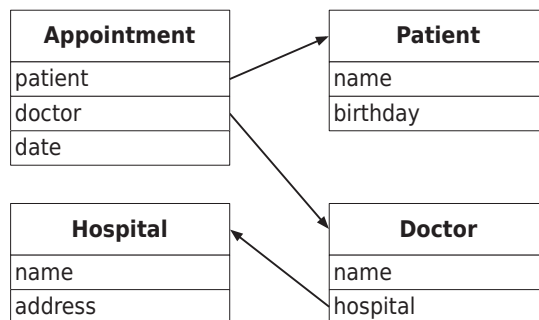 Appointment
patient
doctor
date
Patient
name
birthday
Hospital
name
address
Doctor
name
hospital